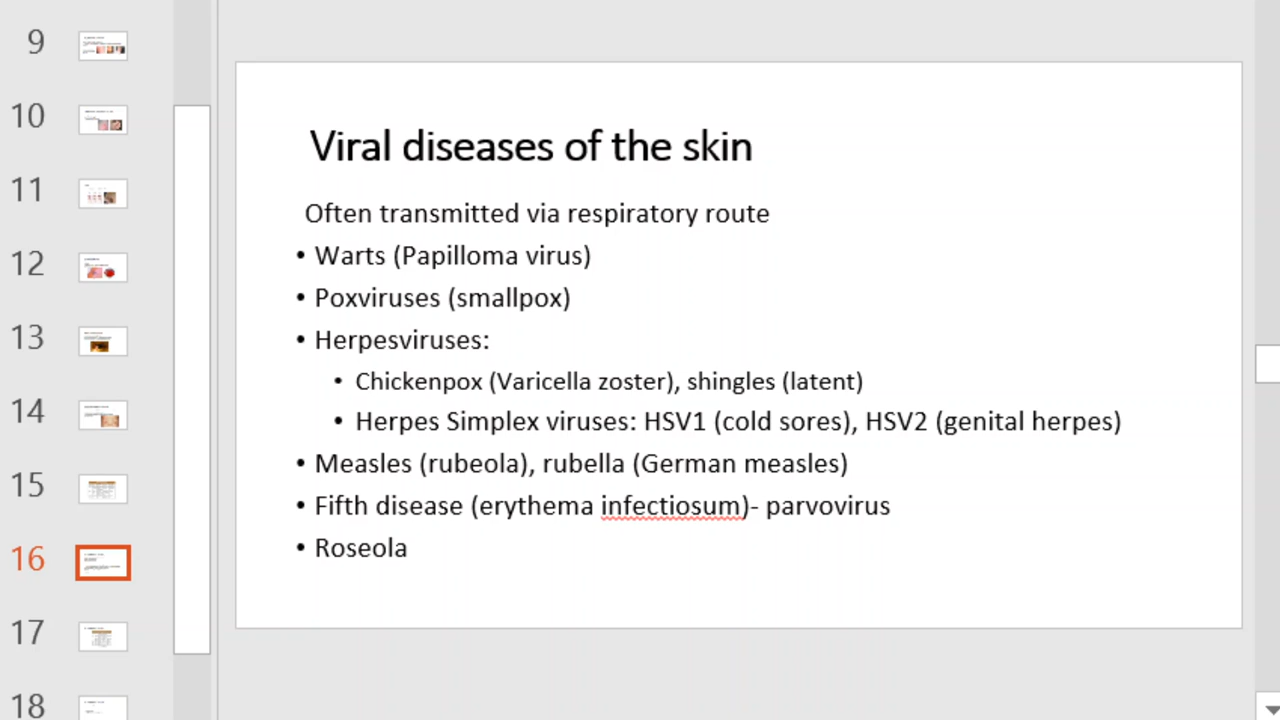 9
10
11
12
13
14
15
16
17
18
Viral diseases of the skin
Often transmitted via respiratory route
• Warts (Papilloma virus)
• Poxviruses (smallpox)
• Herpesviruses:
• Chickenpox (Varicella zoster), shingles (latent)
• Herpes Simplex viruses: HSV1 (cold sores), HSV2 (genital herpes)
• Measles (rubeola), rubella (German measles)
• Fifth disease (erythema infectiosum)- parvovirus
• Roseola